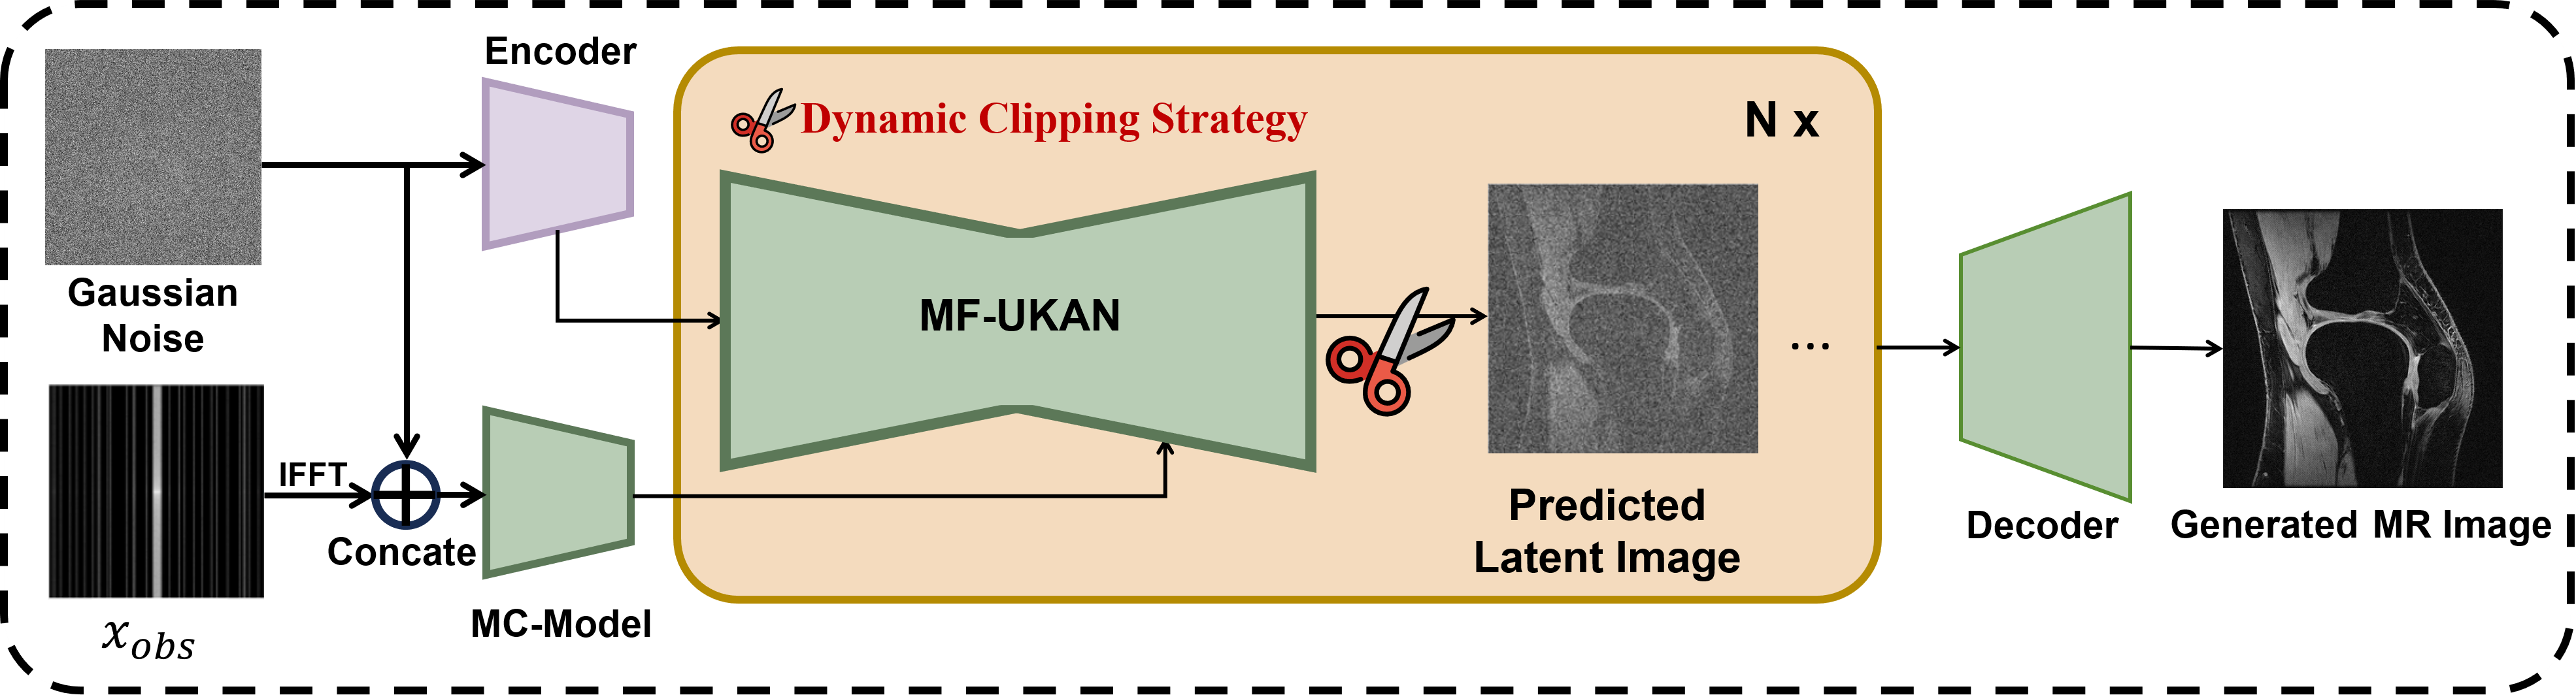 Encoder
Dynamic Clipping Strategy
N x
Gaussian
Noise
MF-UKAN
...
IFFT
Concate
x_{obs}
MC-Model
Predicted
Latent Image
Decoder
Generated MR Image